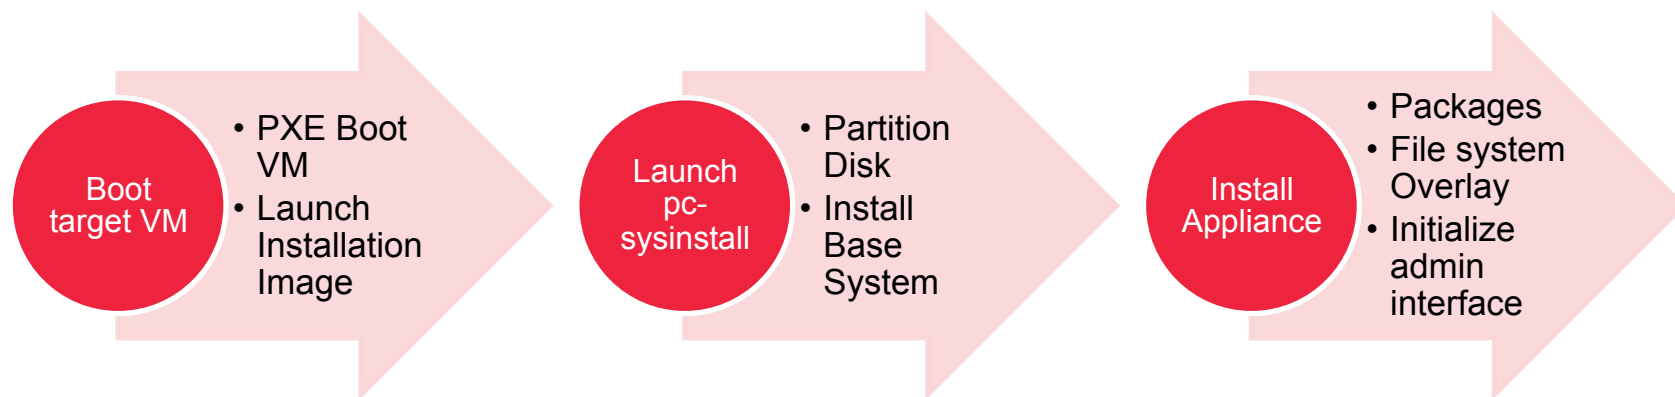 Boot
target VM
• PXE Boot
VM
• Launch
Installation
Image
Launch
pc-
sysinstall
• Partition
Disk
• Install
Base
System
Install
Appliance
• Packages
• File system
Overlay
• Initialize
admin
interface